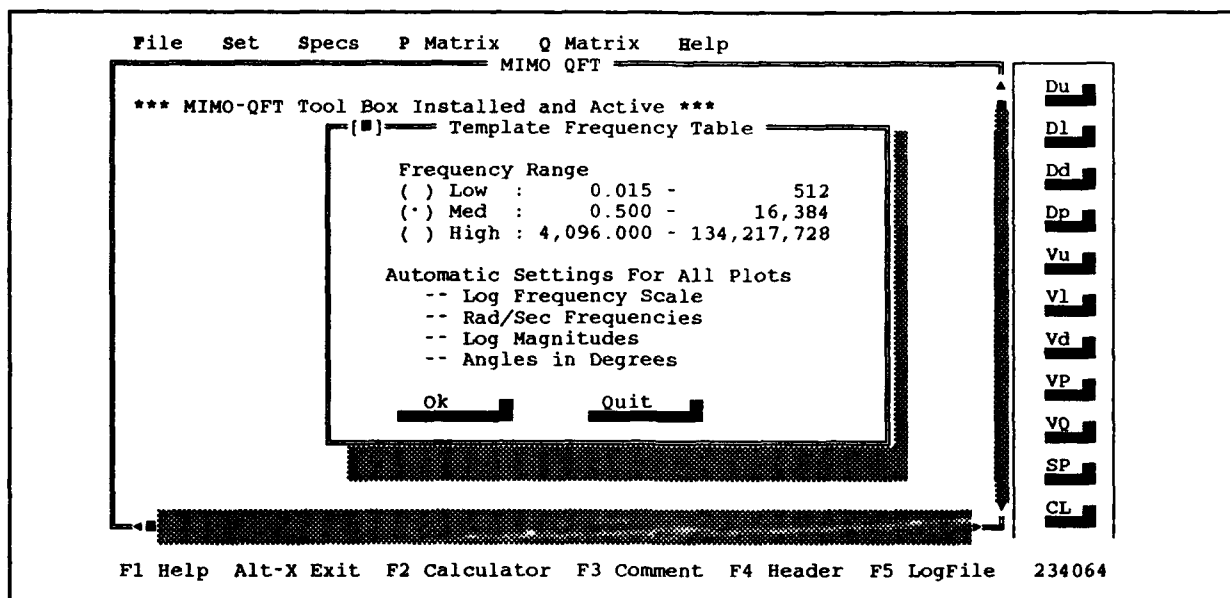 File Set Specs P Matrix Q Matrix Help
MIMO QFT
*** MIMO-QFT Tool Box Installed and Active ***
[■] Template Frequency Table
Frequency Range
( ) Low : 0.015 - 512
(·) Med : 0.500 - 16,384
( ) High : 4,096.000 - 134,217,728
Automatic Settings For All Plots
-- Log Frequency Scale
-- Rad/Sec Frequencies
-- Log Magnitudes
-- Angles in Degrees
Ok Quit
Du
Dl
Dd
Dp
Vu
Vl
Vd
VP
VQ
SP
CL
F1 Help Alt-X Exit F2 Calculator F3 Comment F4 Header F5 LogFile 234064